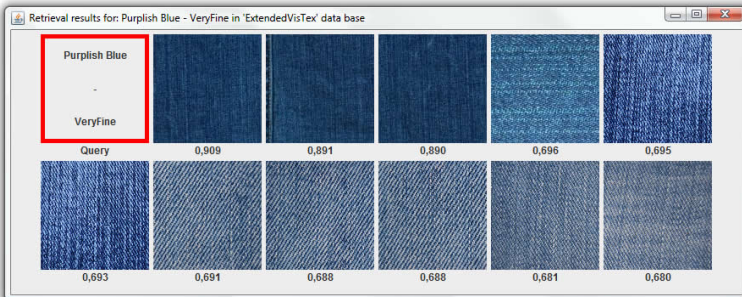 Retrieval results for: Purplish Blue - VeryFine in 'ExtendedVisTex' data base
Purplish Blue
-
VeryFine
Query 0,909 0,891 0,890 0,696 0,695
0,693 0,691 0,688 0,688 0,681 0,680